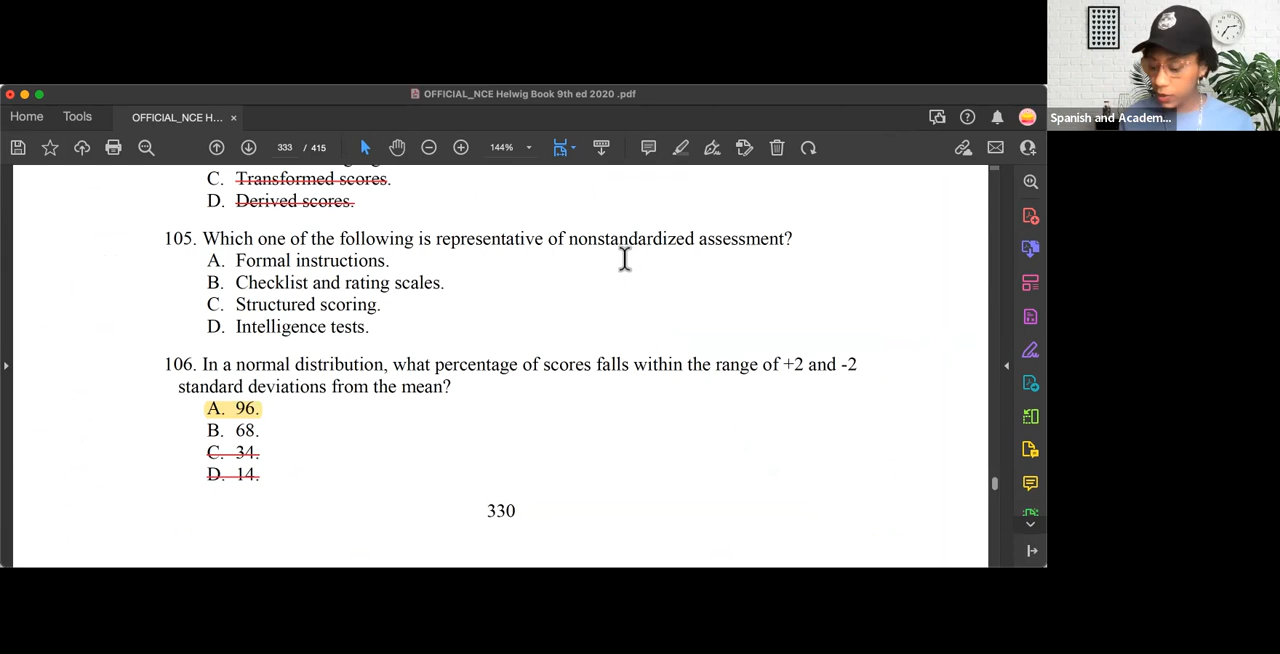 OFFICIAL_NCE Helwig Book 9th ed 2020 .pdf
Home Tools OFFICIAL_NCE H... ×
333 / 415 144%
C. Transformed scores.
D. Derived scores.
105. Which one of the following is representative of nonstandardized assessment?
A. Formal instructions.
B. Checklist and rating scales.
C. Structured scoring.
D. Intelligence tests.
106. In a normal distribution, what percentage of scores falls within the range of +2 and -2
standard deviations from the mean?
A. 96.
B. 68.
C. 34.
D. 14.
330
Spanish and Academ...